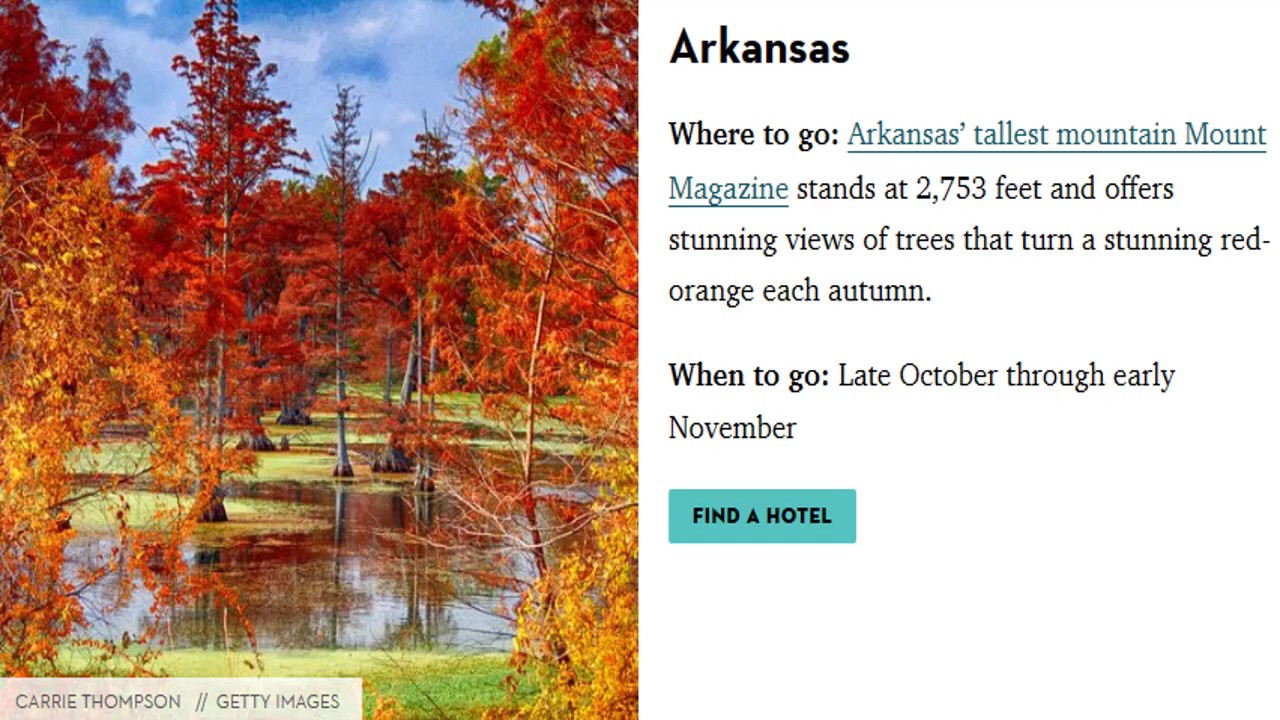 Arkansas
Where to go: Arkansas’ tallest mountain Mount
Magazine stands at 2,753 feet and offers
stunning views of trees that turn a stunning red-
orange each autumn.
When to go: Late October through early
November
FIND A HOTEL
CARRIE THOMPSON // GETTY IMAGES